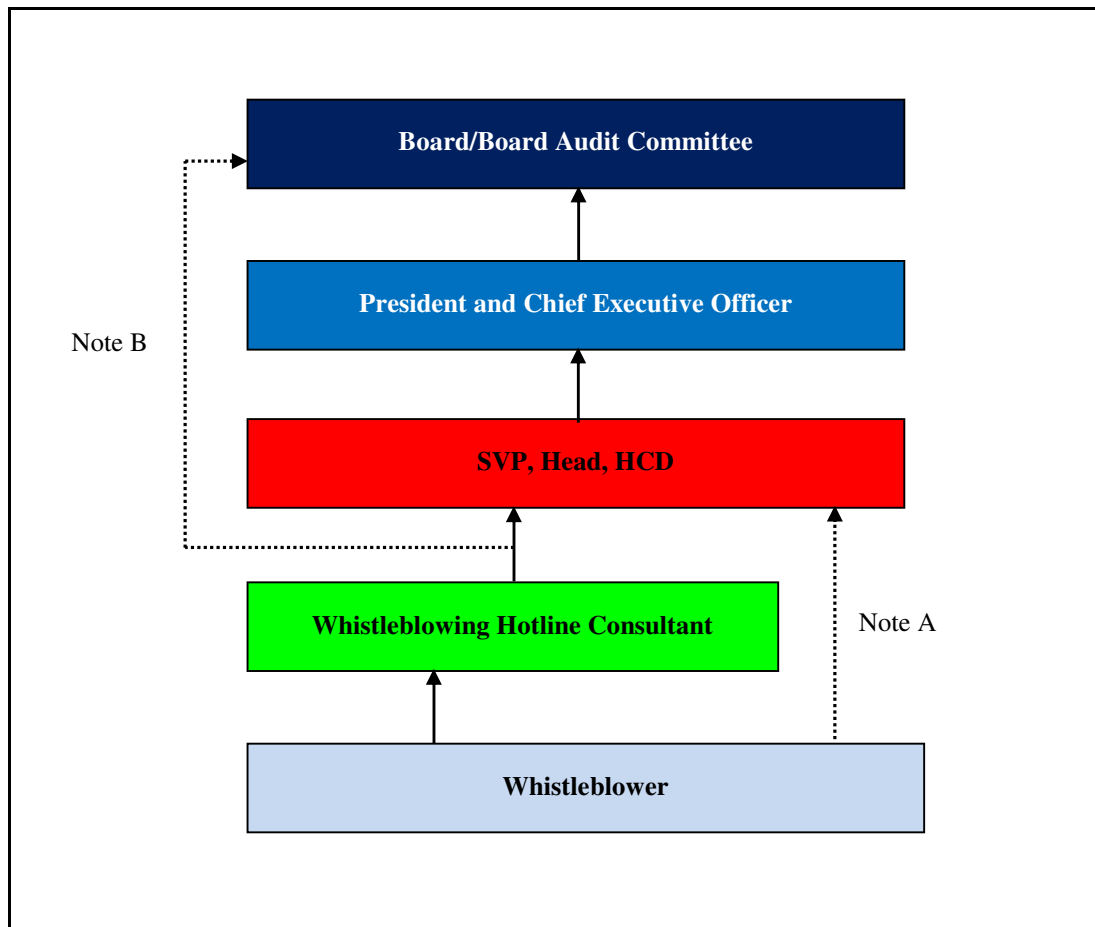 Board/Board Audit Committee
President and Chief Executive Officer
Note B
SVP, Head, HCD
Whistleblowing Hotline Consultant
Note A
Whistleblower